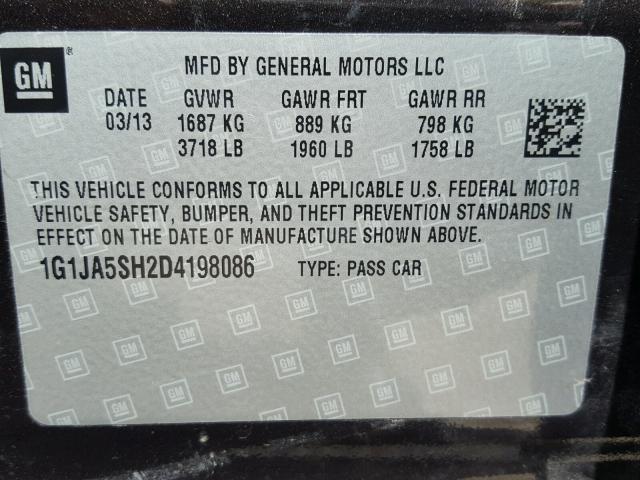 GM ®
MFD BY GENERAL MOTORS LLC
DATE GVWR GAWR FRT GAWR RR
03/13 1687 KG 889 KG 798 KG
3718 LB 1960 LB 1758 LB
THIS VEHICLE CONFORMS TO ALL APPLICABLE U.S. FEDERAL MOTOR
VEHICLE SAFETY, BUMPER, AND THEFT PREVENTION STANDARDS IN
EFFECT ON THE DATE OF MANUFACTURE SHOWN ABOVE.
1G1JA5SH2D4198086 TYPE: PASS CAR